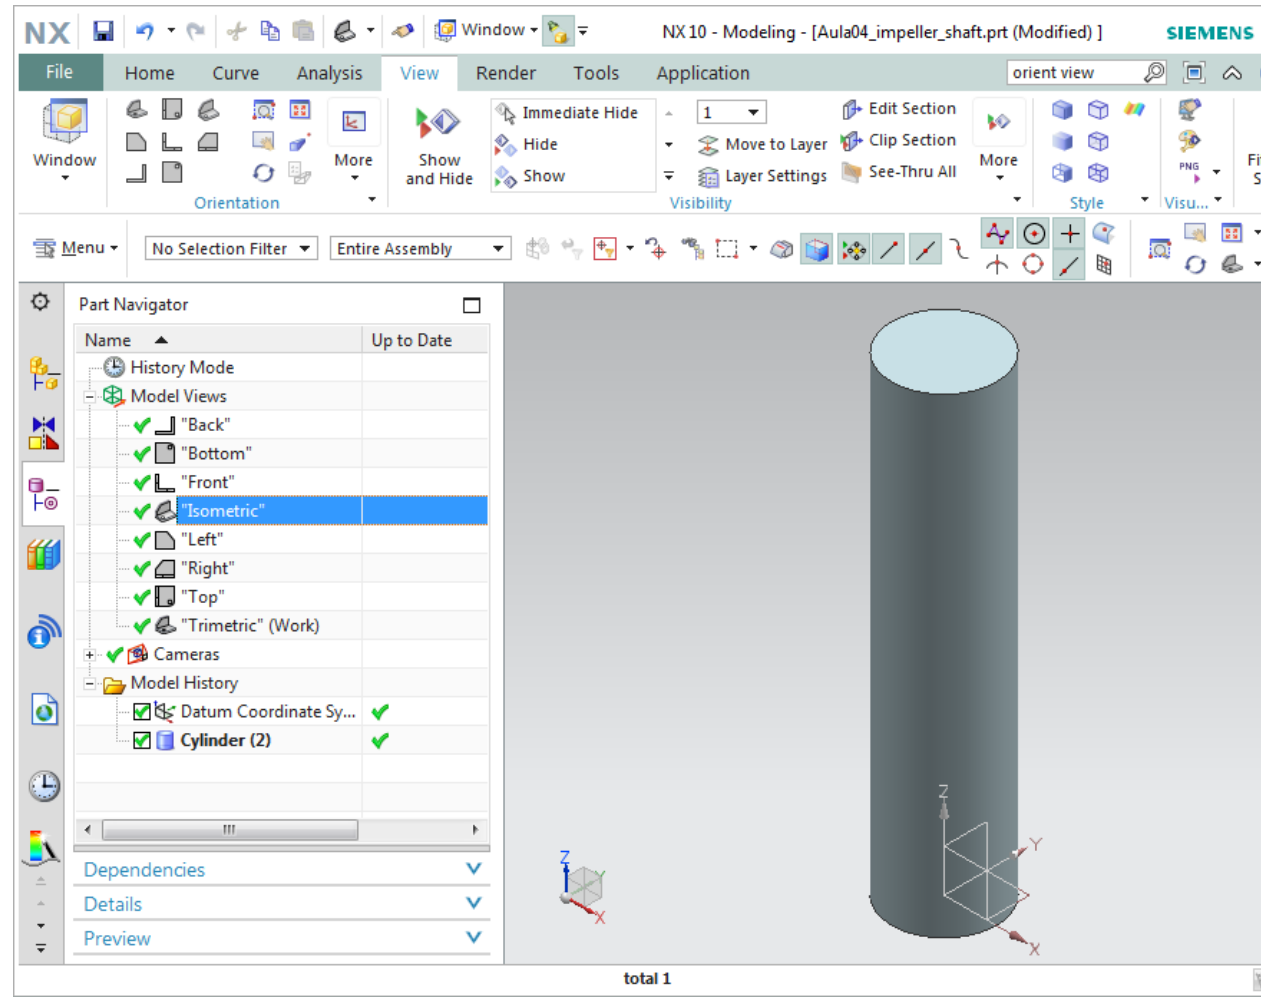 NX Window NX 10 - Modeling - [Aula04_impeller_shaft.prt (Modified) ] SIEMENS
File Home Curve Analysis View Render Tools Application orient view
Immediate Hide 1 Edit Section
Hide Move to Layer Clip Section
Window More Show and Hide Show Layer Settings See-Thru All More PNG
Orientation Visibility Style Visu...
Menu No Selection Filter Entire Assembly
Part Navigator
Name Up to Date
History Mode
Model Views
"Back"
"Bottom"
"Front"
"Isometric"
"Left"
"Right"
"Top"
"Trimetric" (Work)
Cameras
Model History
Datum Coordinate Sy...
Cylinder (2)
Z
Y
X
Z
Y
X
Dependencies
Details
Preview
total 1